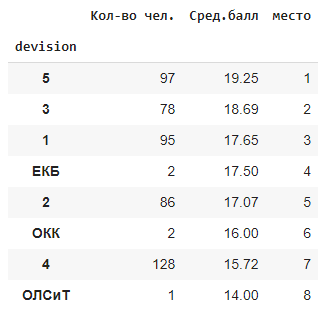 Кол-во чел. Сред.балл место
devision
5 97 19.25 1
3 78 18.69 2
1 95 17.65 3
ЕКБ 2 17.50 4
2 86 17.07 5
ОКК 2 16.00 6
4 128 15.72 7
ОЛСиТ 1 14.00 8